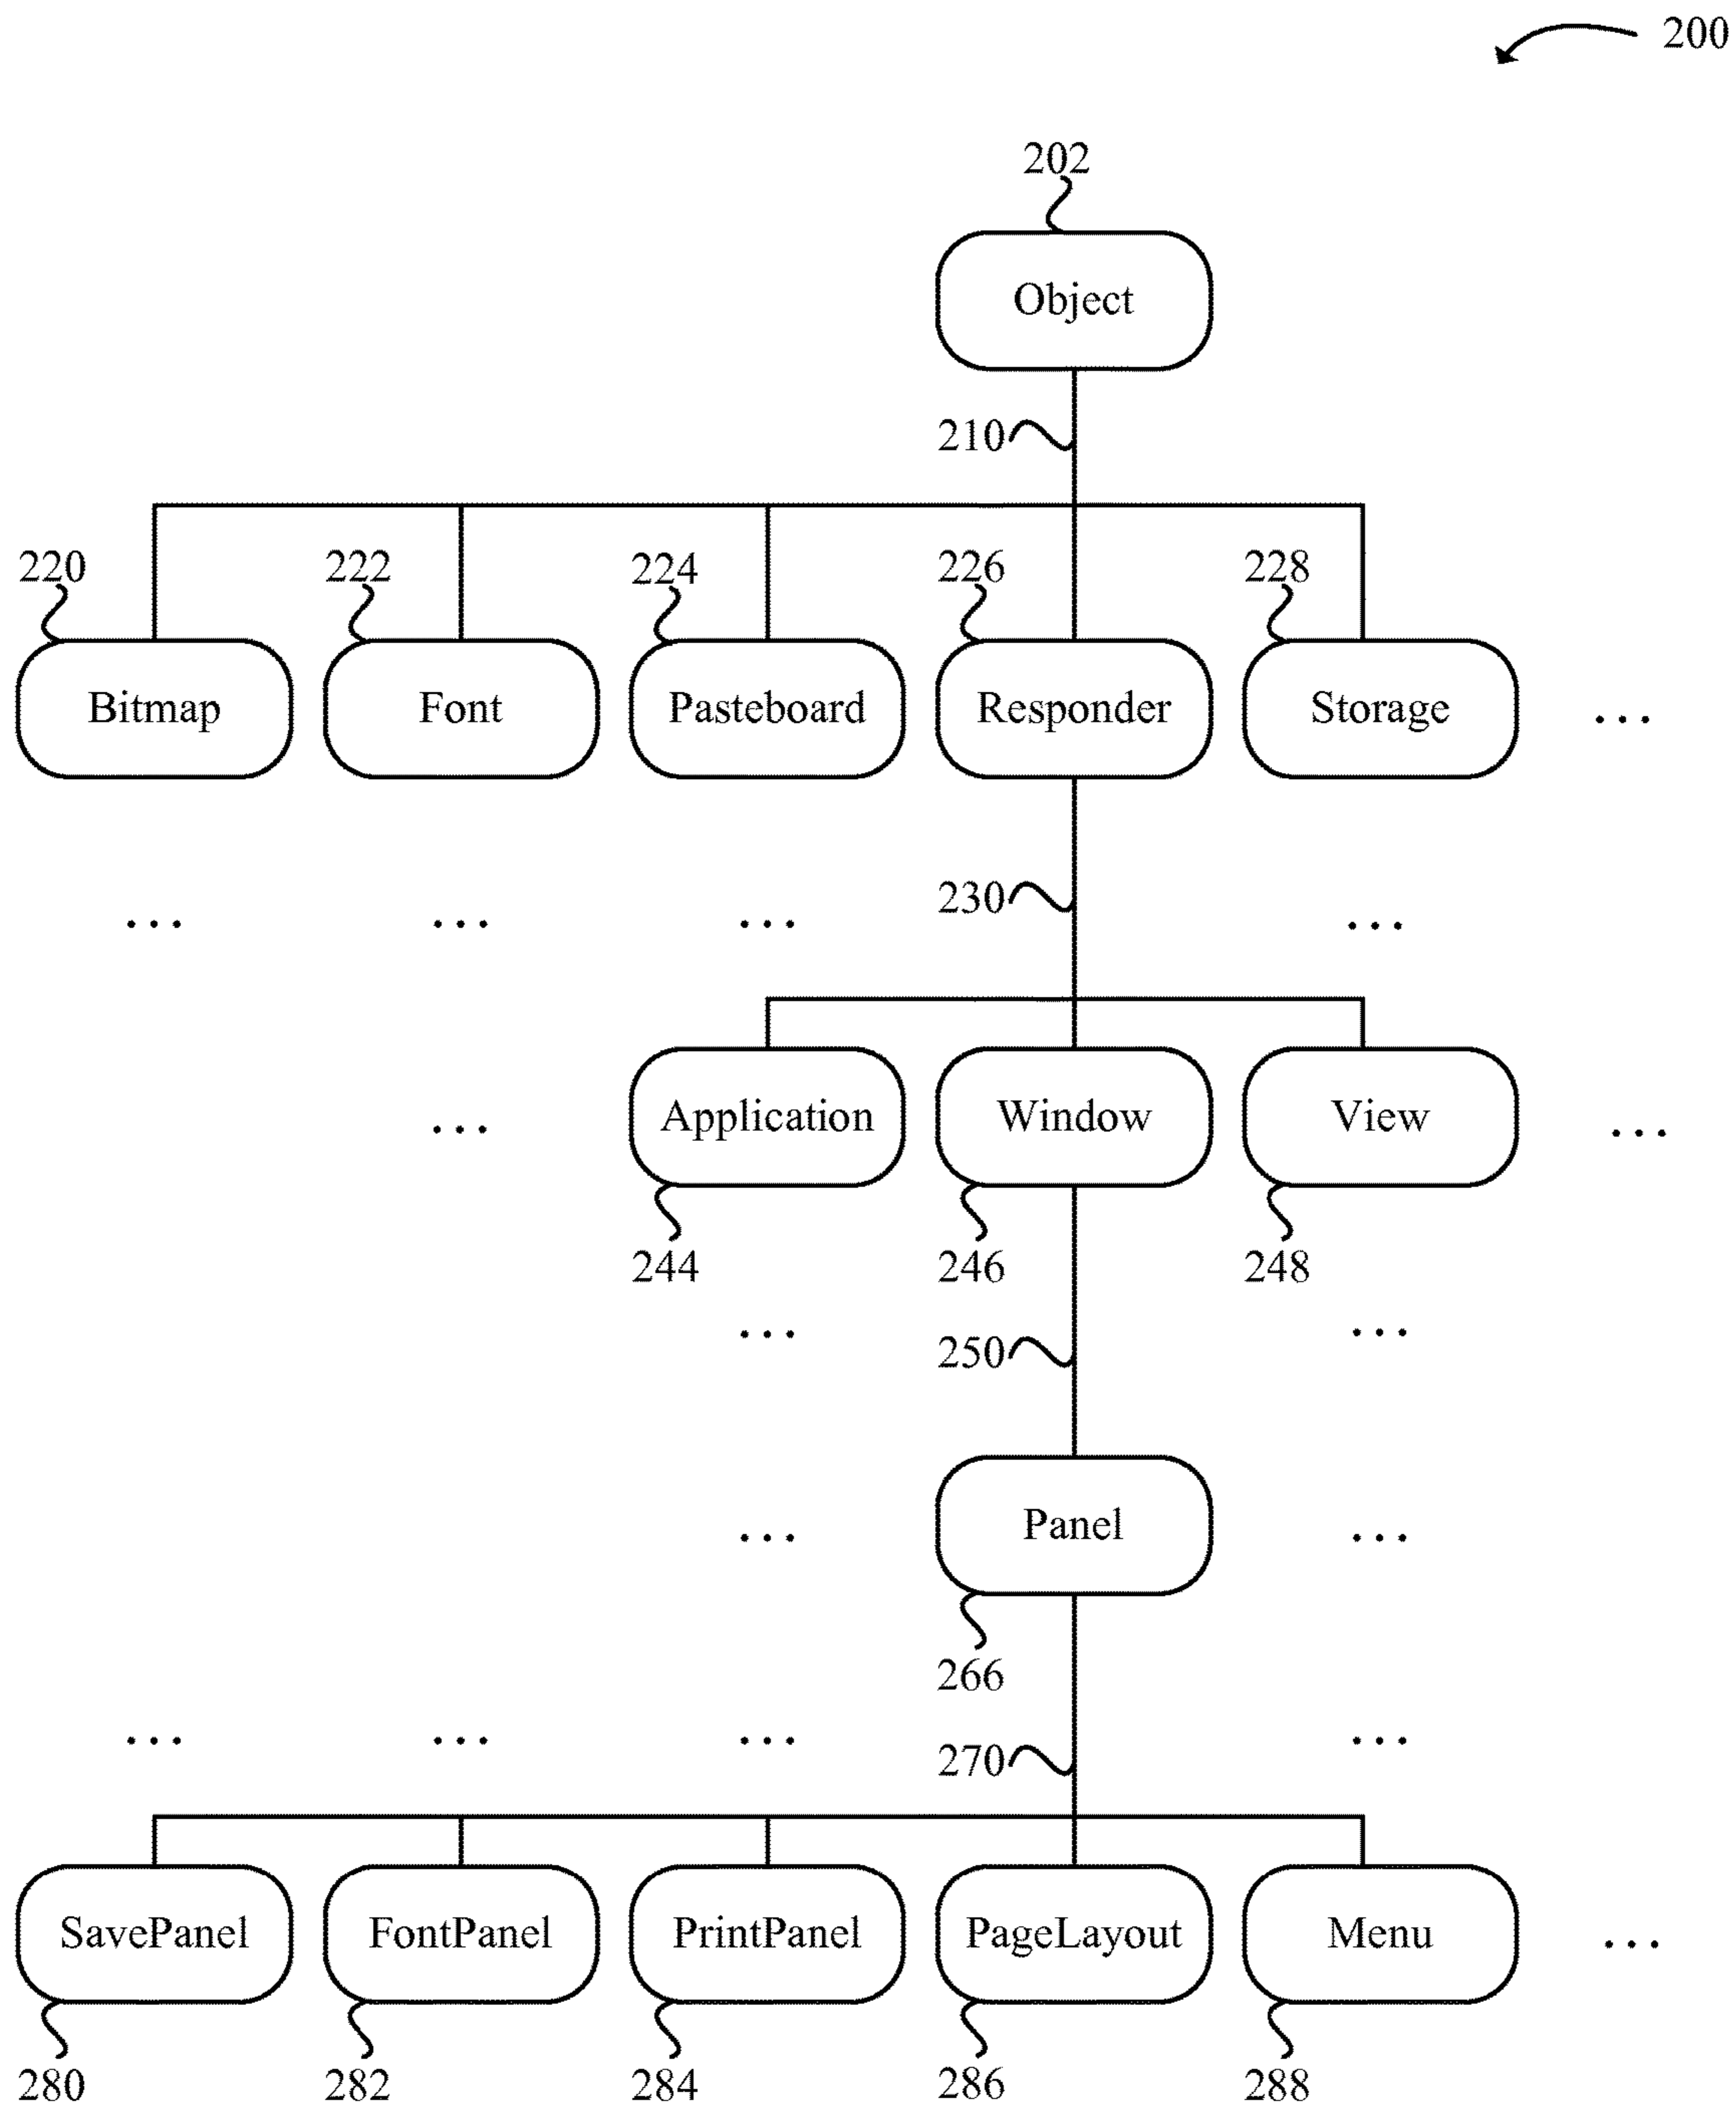 200
202
Object
210
220 222 224 226 228
Bitmap Font Pasteboard Responder Storage ...
... ... ... 230 ...
... Application Window View ...
244 246 248
... 250 ...
... Panel ...
266
... ... ... 270 ...
SavePanel FontPanel PrintPanel PageLayout Menu ...
280 282 284 286 288